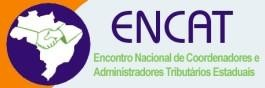 ENCAT
Encontro Nacional de Coordenadores e
Administradores Tributários Estaduais